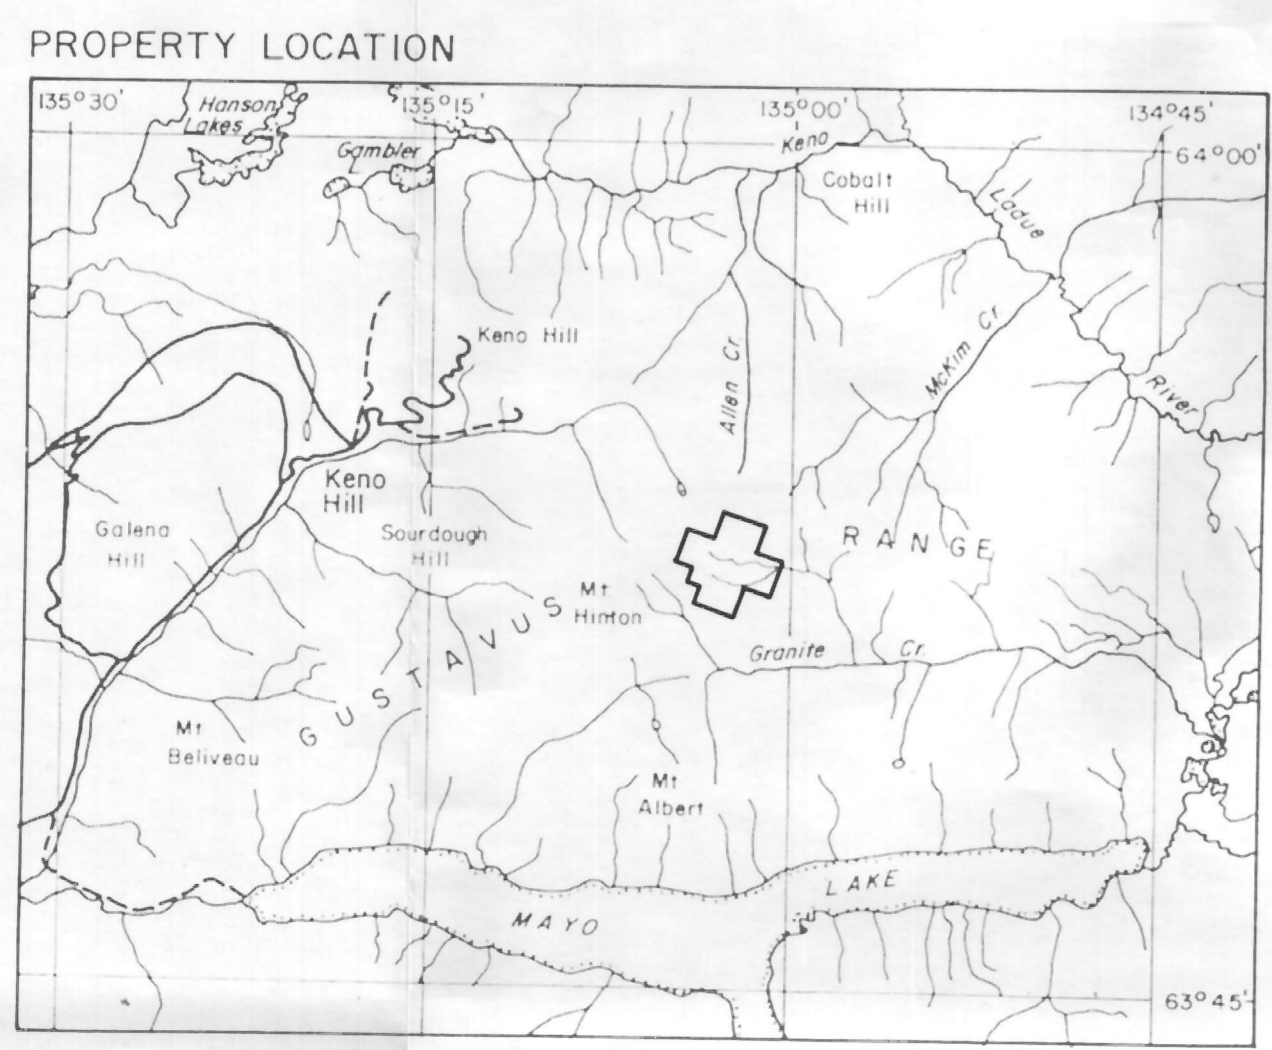 PROPERTY LOCATION
135°30'
Hanson
Lakes
135°15'
135°00'
134°45'
Gambler
Keno
64°00'
Cobalt
Hill
Ladue
River
Keno Hill
Allen Cr.
McKim Cr.
Keno
Hill
Galena
Hill
Sourdough
Hill
RANGE
Mt
Hinton
GUSTAVUS
Granite Cr.
Mt
Beliveau
Mt
Albert
MAYO LAKE
63°45'